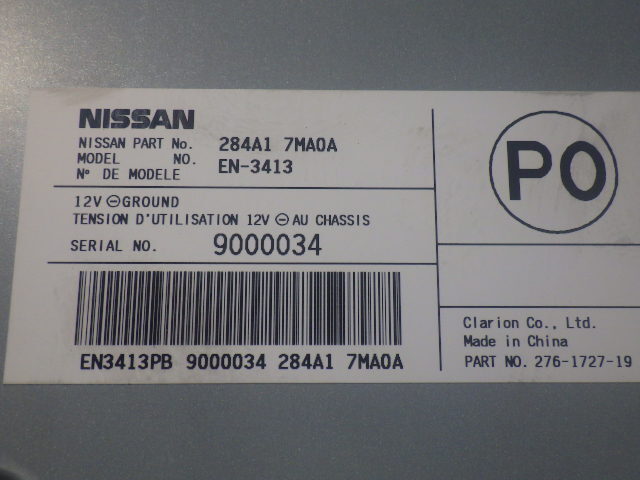 NISSAN
NISSAN PART No. 284A1 7MA0A
MODEL NO. EN-3413
N° DE MODELE
12V ⊖ GROUND
TENSION D'UTILISATION 12V ⊖ AU CHASSIS
SERIAL NO. 9000034
EN3413PB 9000034 284A1 7MA0A
PO
Clarion Co., Ltd.
Made in China
PART NO. 276-1727-19